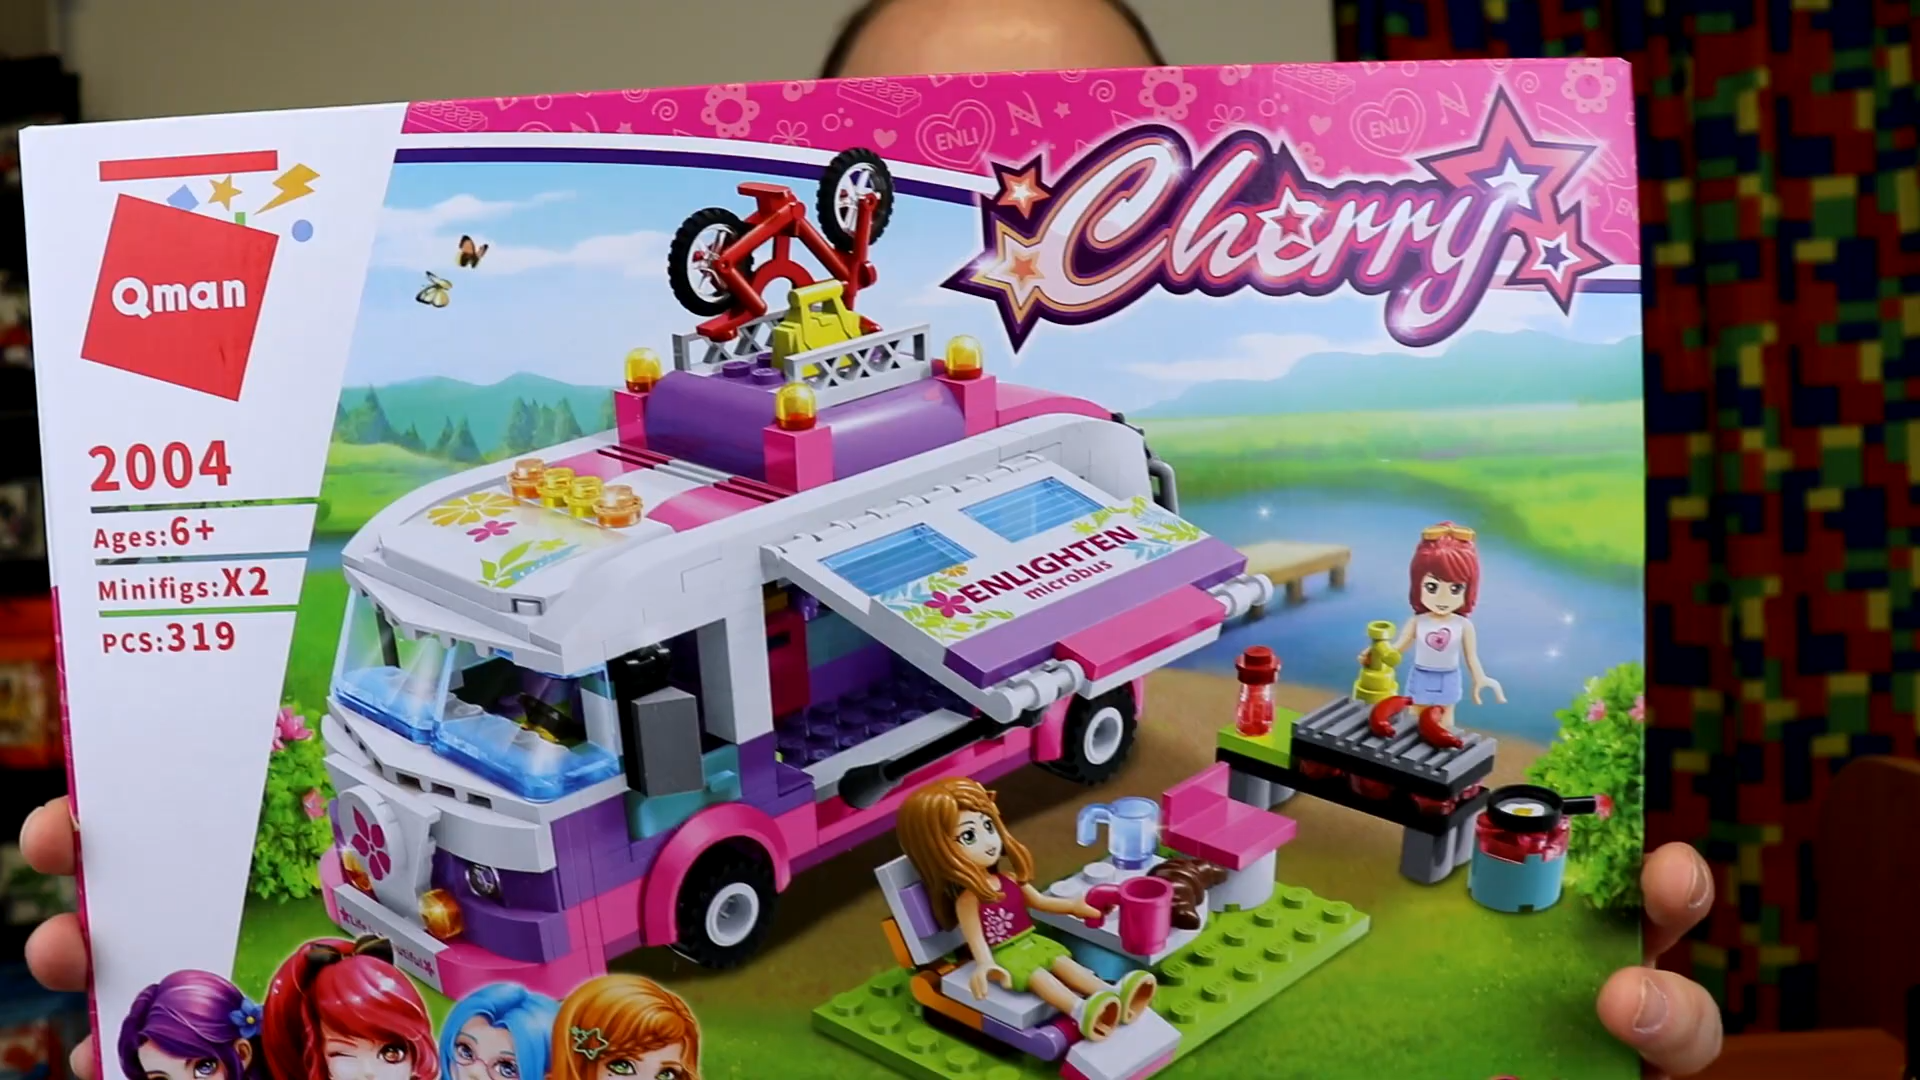 ENLI
ENLI
Cherry
Qman
2004
Ages:6+
Minifigs:X2
PCS:319
ENLIGHTEN
microbus